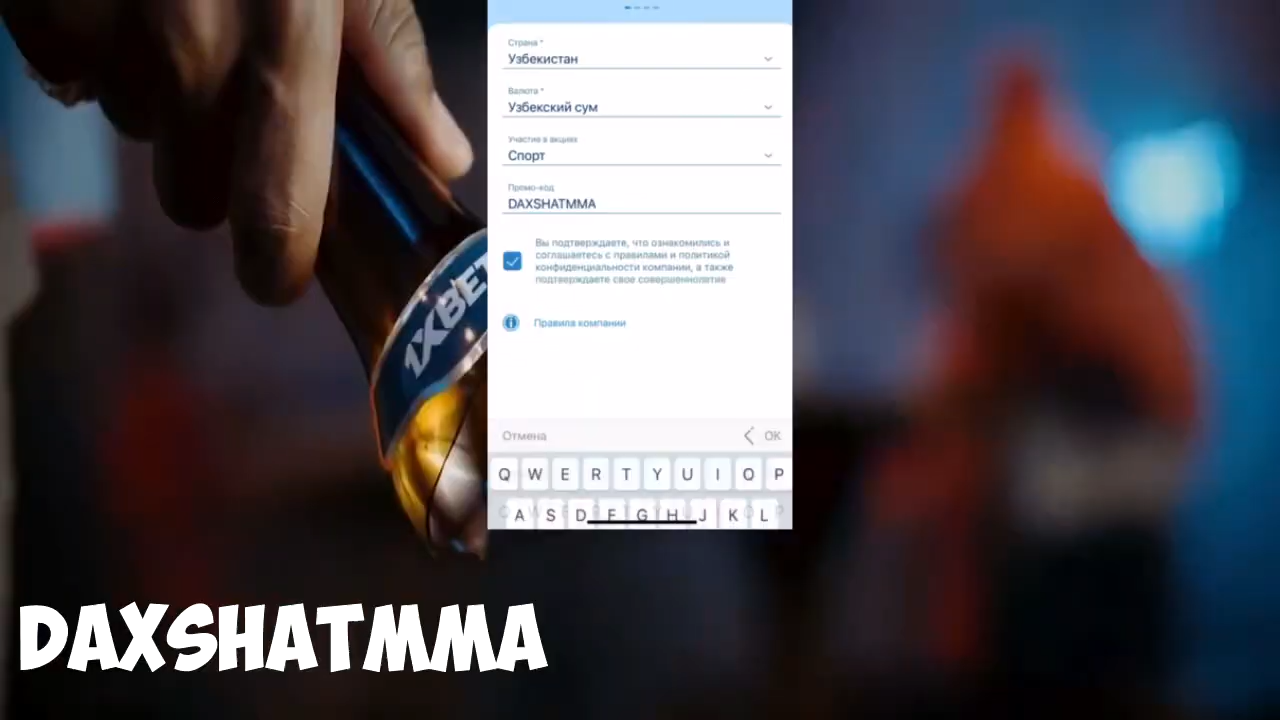 Страна *
Узбекистан
Валюта *
Узбекский сум
Участие в акциях
Спорт
Промо-код
DAXSHATMMA
Вы подтверждаете, что ознакомились и
соглашаетесь с правилами и политикой
конфиденциальности компании, а также
подтверждаете свое совершеннолетие
Правила компании
1XBET
Отмена
OK
Q W E R T Y U I O P
A S D F G H J K L
DAXSHATMMA